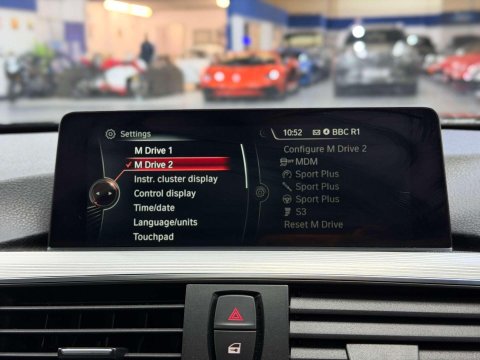 Settings
M Drive 1
M Drive 2
Instr. cluster display
Control display
Time/date
Language/units
Touchpad
10:52 BBC R1
Configure M Drive 2
MDM
Sport Plus
Sport Plus
Sport Plus
S3
Reset M Drive